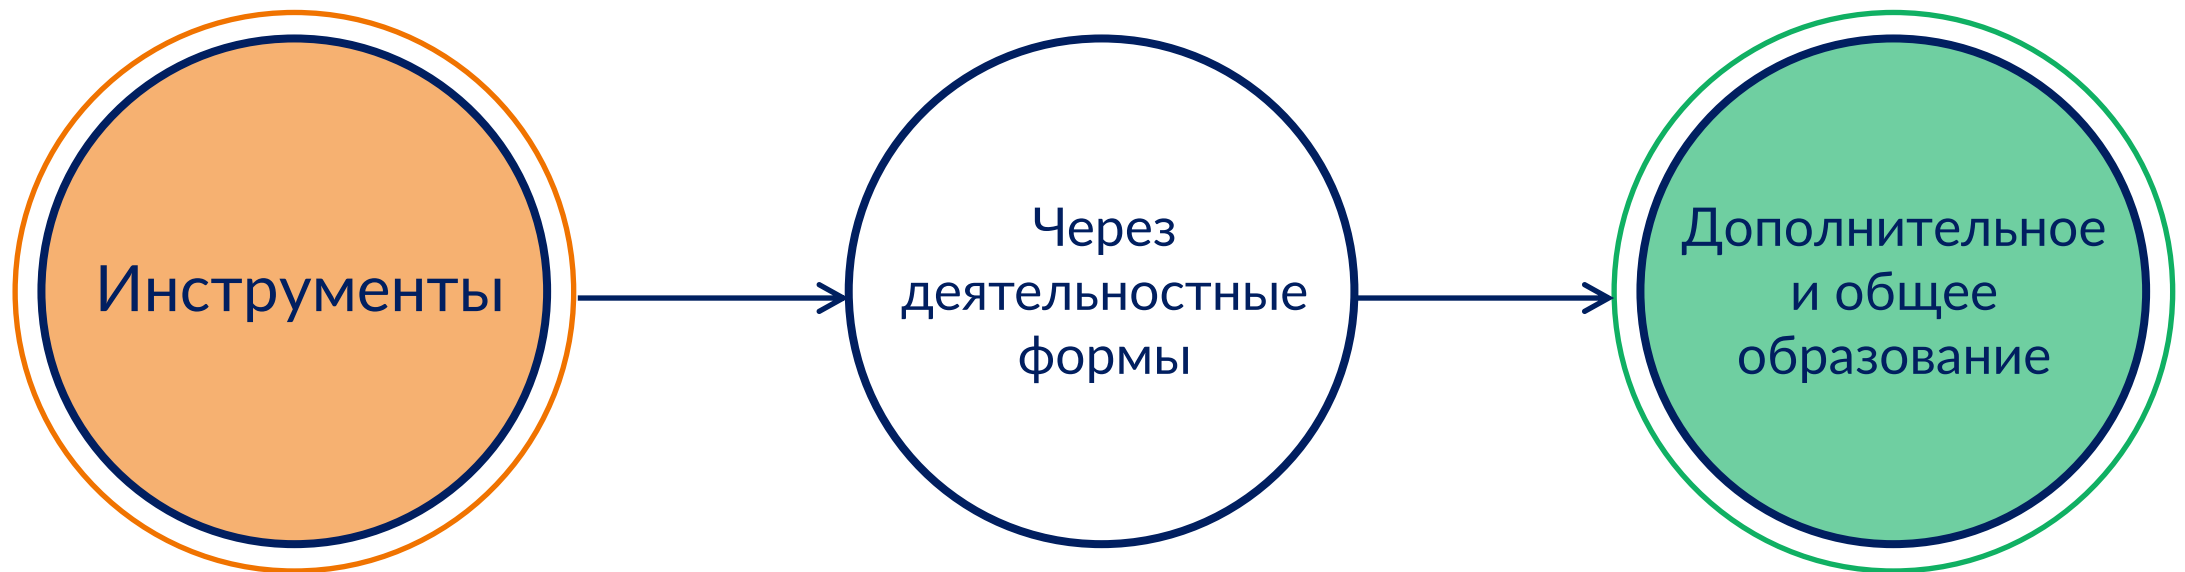 Инструменты
Через
деятельностные
формы
Дополнительное
и общее
образование